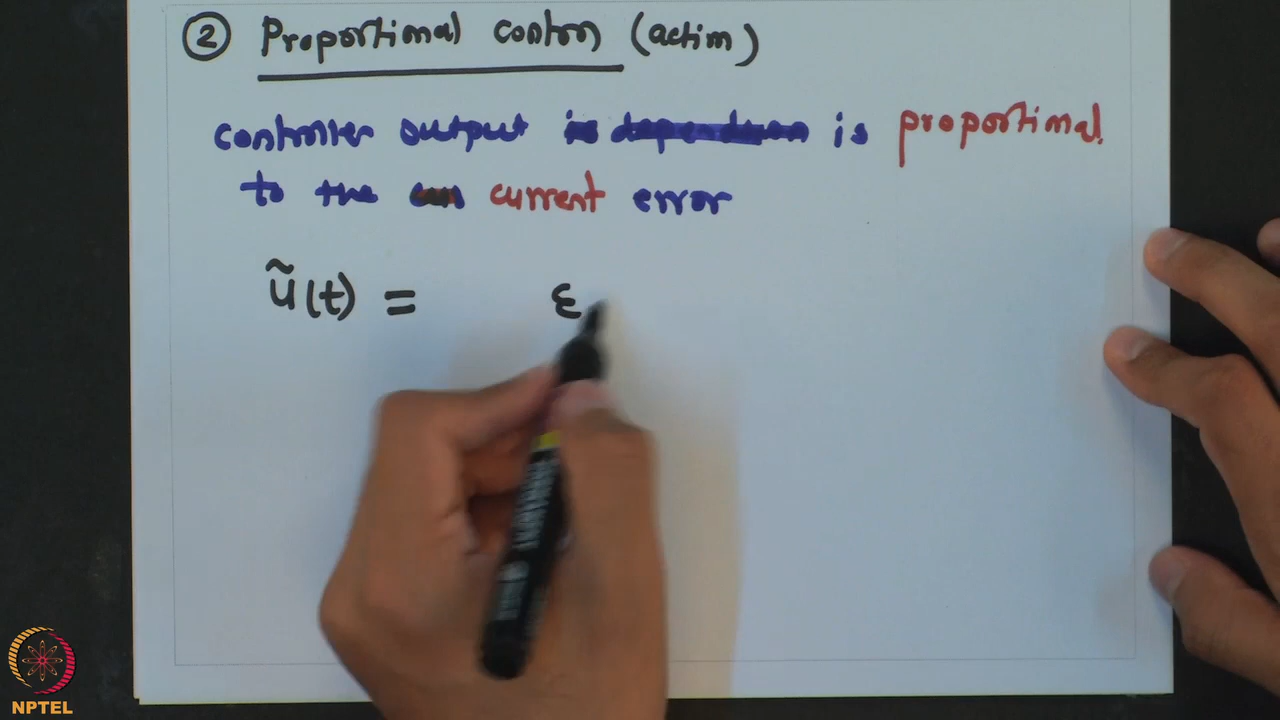 ② Proportional control (action)
controller output is proportional
to the current error
ũ(t) = ε
NPTEL